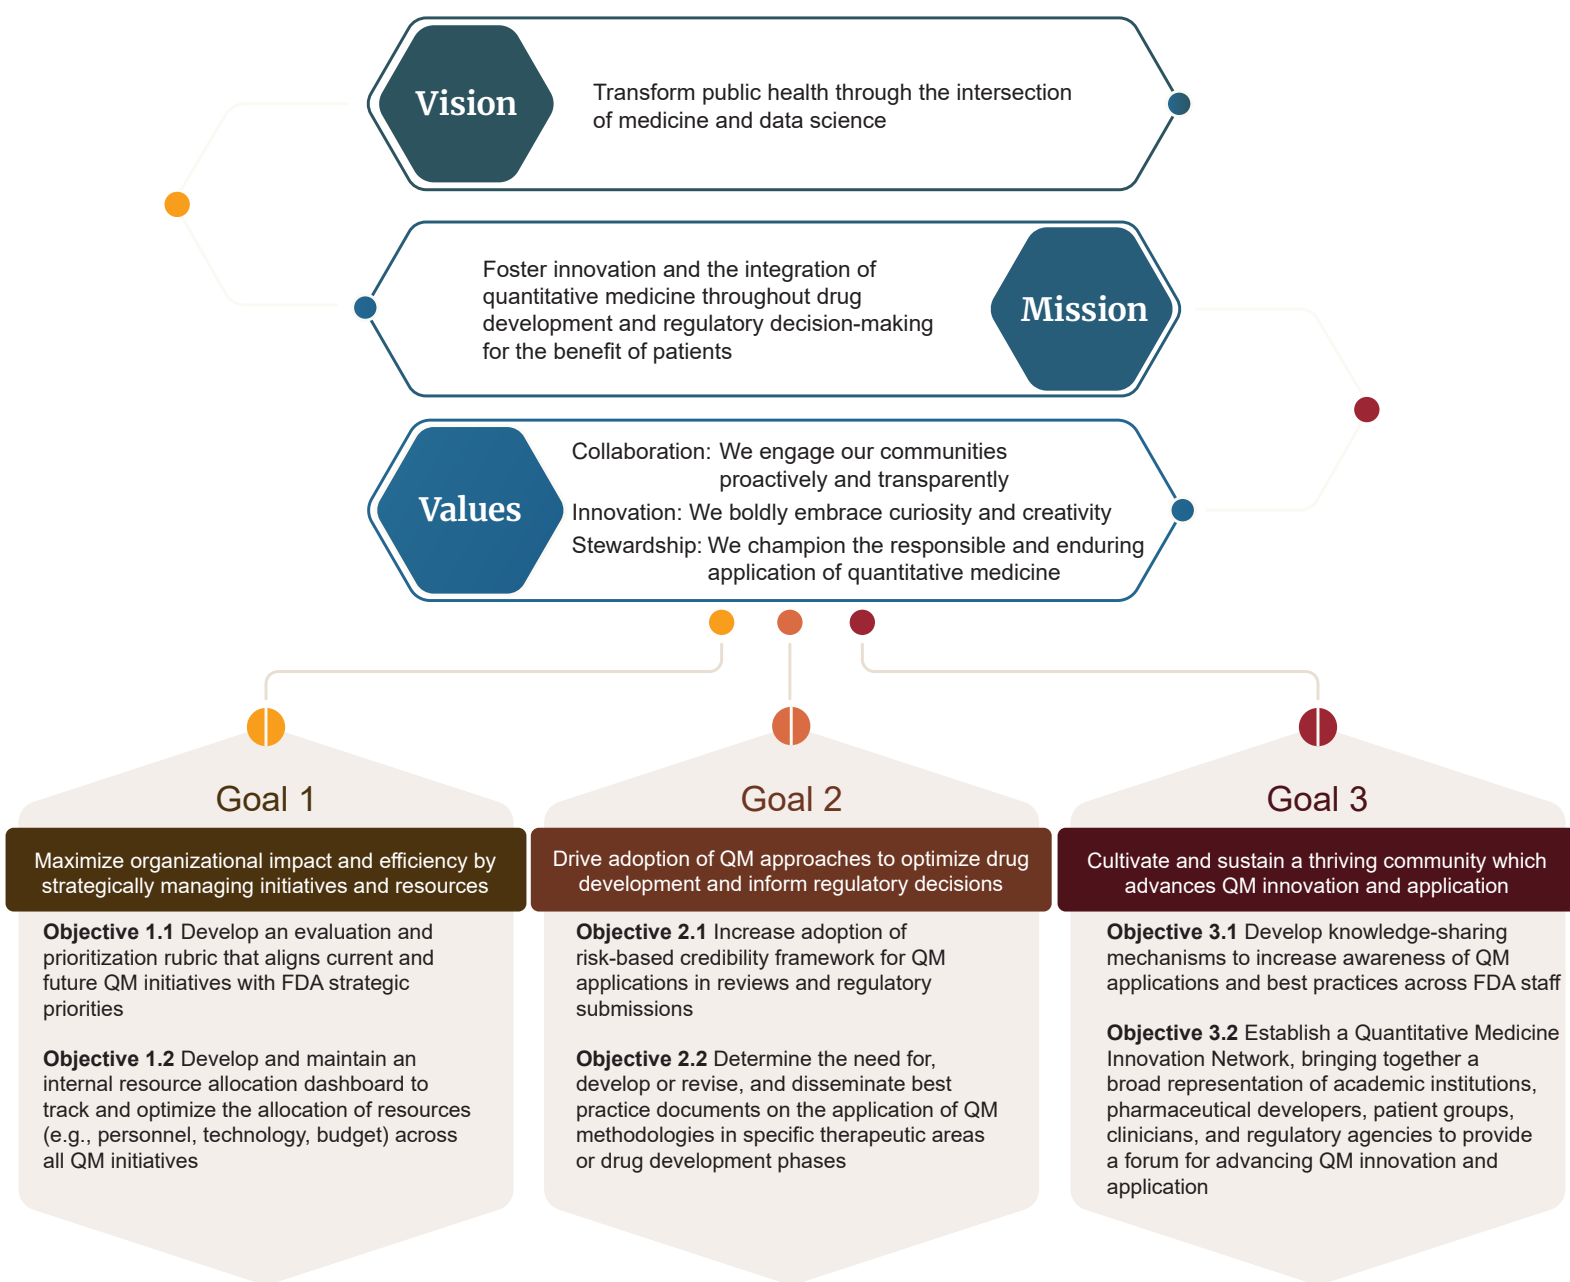 Vision
Transform public health through the intersection
of medicine and data science
Foster innovation and the integration of
quantitative medicine throughout drug
development and regulatory decision-making
for the benefit of patients
Mission
Values
Collaboration: We engage our communities
proactively and transparently
Innovation: We boldly embrace curiosity and creativity
Stewardship: We champion the responsible and enduring
application of quantitative medicine
Goal 1
Maximize organizational impact and efficiency by
strategically managing initiatives and resources
Objective 1.1 Develop an evaluation and
prioritization rubric that aligns current and
future QM initiatives with FDA strategic
priorities
Objective 1.2 Develop and maintain an
internal resource allocation dashboard to
track and optimize the allocation of resources
(e.g., personnel, technology, budget) across
all QM initiatives
Goal 2
Drive adoption of QM approaches to optimize drug
development and inform regulatory decisions
Objective 2.1 Increase adoption of
risk-based credibility framework for QM
applications in reviews and regulatory
submissions
Objective 2.2 Determine the need for,
develop or revise, and disseminate best
practice documents on the application of QM
methodologies in specific therapeutic areas
or drug development phases
Goal 3
Cultivate and sustain a thriving community which
advances QM innovation and application
Objective 3.1 Develop knowledge-sharing
mechanisms to increase awareness of QM
applications and best practices across FDA staff
Objective 3.2 Establish a Quantitative Medicine
Innovation Network, bringing together a
broad representation of academic institutions,
pharmaceutical developers, patient groups,
clinicians, and regulatory agencies to provide
a forum for advancing QM innovation and
application